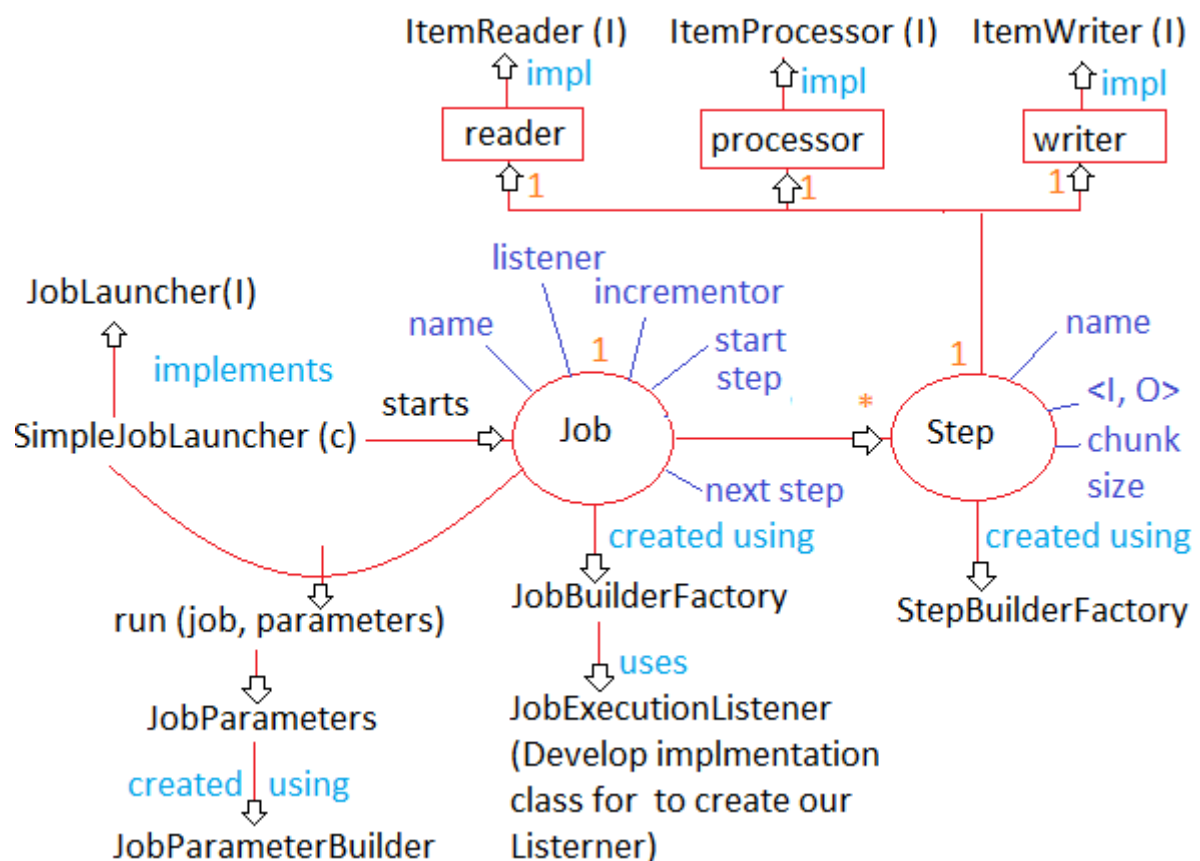 ItemReader (I) ItemProcessor (I) ItemWriter (I)
impl impl impl
reader processor writer
1 1 1
listener
JobLauncher(I) incrementor
name 1 start
step 1 name
implements
starts * <I, O>
SimpleJobLauncher (c) Job Step chunk
size
next step
created using created using
JobBuilderFactory StepBuilderFactory
run (job, parameters)
uses
JobParameters JobExecutionListener
(Develop implmentation
created using class for to create our
JobParameterBuilder Listerner)